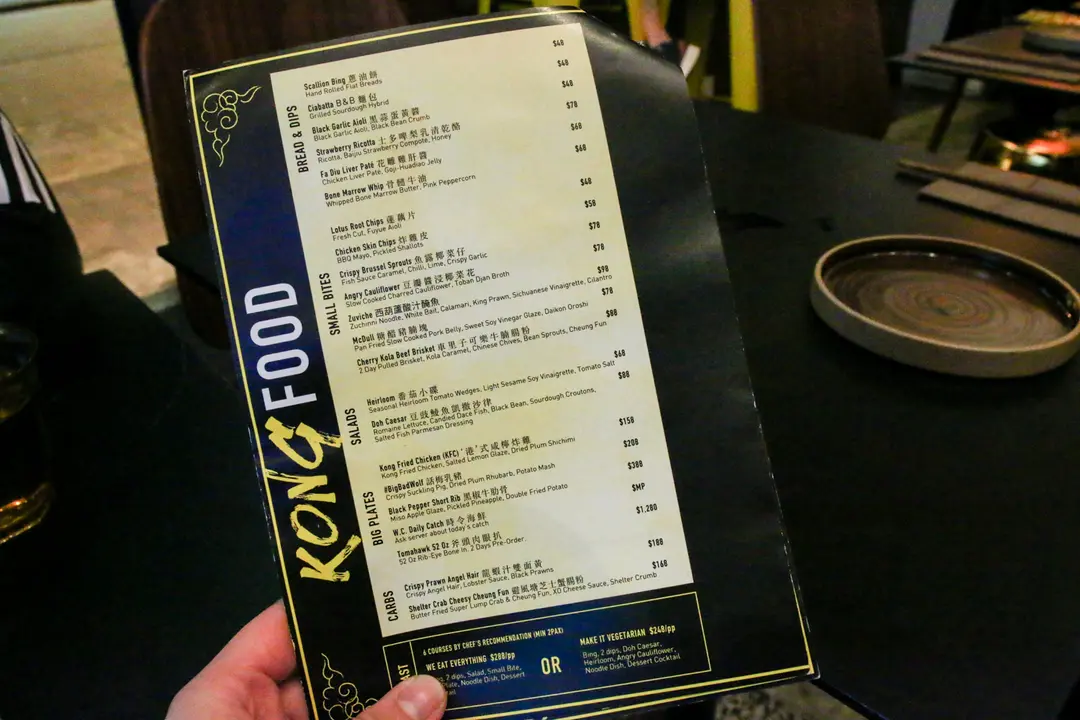 KONG FOOD
BREAD & DIPS
Scallion Bing 蔥油餅 $48
Hand Rolled Flat Breads
Ciabatta B&B 麵包 $48
Grilled Sourdough Hybrid
Black Garlic Aioli 黑蒜蛋黃醬 $48
Black Garlic Aioli, Black Bean Crumb
Strawberry Ricotta 士多啤梨乳清乾酪 $78
Ricotta, Baijiu Strawberry Compote, Honey
Fa Diu Liver Paté 花雕雞肝醬 $68
Chicken Liver Paté, Goji-Huadiao Jelly
Bone Marrow Whip 骨髓牛油 $68
Whipped Bone Marrow Butter, Pink Peppercorn
SMALL BITES
Lotus Root Chips 蓮藕片 $48
Fresh Cut, Fuyue Aioli
Chicken Skin Chips 炸雞皮 $58
BBQ Mayo, Pickled Shallots
Crispy Brussel Sprouts 魚露椰菜仔 $78
Fish Sauce Caramel, Chilli, Lime, Crispy Garlic
Angry Cauliflower 豆瓣醬浸椰菜花 $78
Slow Cooked Charred Cauliflower, Toban Djan Broth
Zuviche 西葫蘆酸汁醃魚 $98
Zuchinni Noodle, White Bait, Calamari, King Prawn, Sichuanese Vinaigrette, Cilantro
McDull 糖醋豬腩塊 $78
Pan Fried Slow Cooked Pork Belly, Sweet Soy Vinegar Glaze, Daikon Oroshi
Cherry Kola Beef Brisket 車厘子可樂牛腩腸粉 $88
2 Day Pulled Brisket, Kola Caramel, Chinese Chives, Bean Sprouts, Cheung Fun
SALADS
Heirloom 番茄小碟 $68
Seasonal Heirloom Tomato Wedges, Light Sesame Soy Vinaigrette, Tomato Salt
Doh Caesar 豆豉鯪魚凱撒沙律 $88
Romaine Lettuce, Candied Dace Fish, Black Bean, Sourdough Croutons,
Salted Fish Parmesan Dressing
BIG PLATES
Kong Fried Chicken (KFC) '港'式咸檸炸雞 $158
Kong Fried Chicken, Salted Lemon Glaze, Dried Plum Shichimi
#BigBadWolf 話梅乳豬 $208
Crispy Suckling Pig, Dried Plum Rhubarb, Potato Mash
Black Pepper Short Rib 黑椒牛肋骨 $388
Miso Apple Glaze, Pickled Pineapple, Double Fried Potato
W.C. Daily Catch 時令海鮮 $MP
Ask server about today's catch
Tomahawk 52 Oz 斧頭肉眼扒 $1,280
52 Oz Rib-Eye Bone In. 2 Days Pre-Order
CARBS
Crispy Prawn Angel Hair 龍蝦汁雙面黃 $188
Crispy Angel Hair, Lobster Sauce, Black Prawns
Shelter Crab Cheesy Cheung Fun 避風塘芝士蟹腸粉 $168
Butter Fried Super Lump Crab & Cheung Fun, XO Cheese Sauce, Shelter Crumb
6 COURSES BY CHEF'S RECOMMENDATION (MIN 2PAX)
WE EAT EVERYTHING $288/pp
2 dips, Salad, Small Bite,
Noodle Dish, Dessert
OR
MAKE IT VEGETARIAN $248/pp
Bing, 2 dips, Doh Caesar,
Heirloom, Angry Cauliflower,
Noodle Dish, Dessert Cocktail